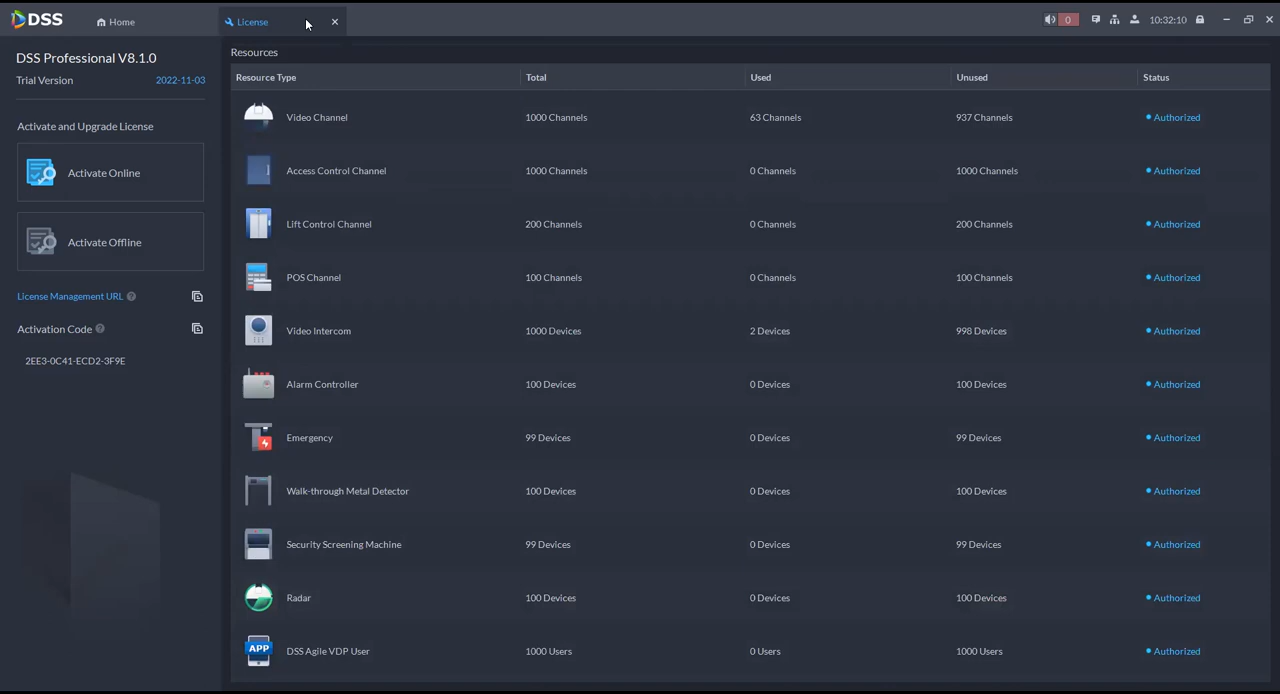 DSS Home License 0 10:32:10
DSS Professional V8.1.0
Trial Version 2022-11-03
Activate and Upgrade License
Activate Online
Activate Offline
License Management URL ?
Activation Code ?
2EE3-0C41-ECD2-3F9E
Resources
Resource Type Total Used Unused Status
Video Channel 1000 Channels 63 Channels 937 Channels Authorized
Access Control Channel 1000 Channels 0 Channels 1000 Channels Authorized
Lift Control Channel 200 Channels 0 Channels 200 Channels Authorized
POS Channel 100 Channels 0 Channels 100 Channels Authorized
Video Intercom 1000 Devices 2 Devices 998 Devices Authorized
Alarm Controller 100 Devices 0 Devices 100 Devices Authorized
Emergency 99 Devices 0 Devices 99 Devices Authorized
Walk-through Metal Detector 100 Devices 0 Devices 100 Devices Authorized
Security Screening Machine 99 Devices 0 Devices 99 Devices Authorized
Radar 100 Devices 0 Devices 100 Devices Authorized
APP DSS Agile VDP User 1000 Users 0 Users 1000 Users Authorized